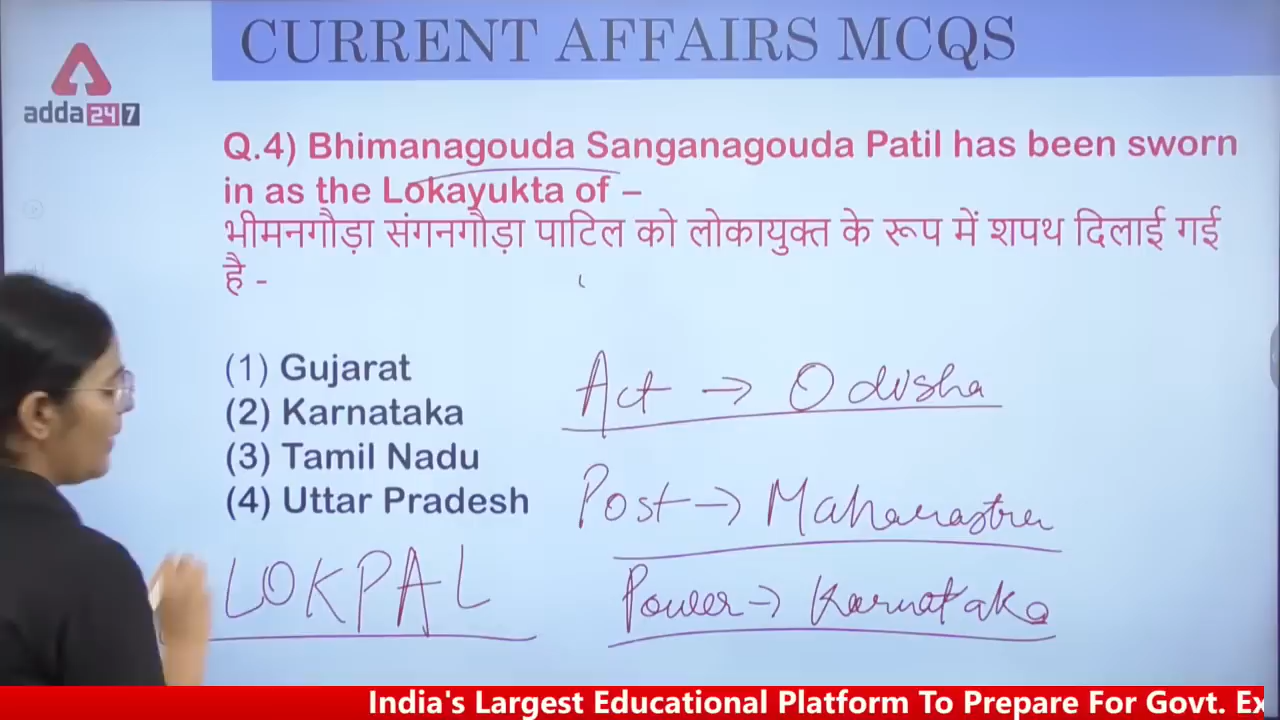 CURRENT AFFAIRS MCQS
adda247
Q.4) Bhimanagouda Sanganagouda Patil has been sworn
in as the Lokayukta of –
भीमनगौड़ा संगनगौड़ा पाटिल को लोकायुक्त के रूप में शपथ दिलाई गई
है -
(1) Gujarat
(2) Karnataka
(3) Tamil Nadu
(4) Uttar Pradesh
Act → Odisha
Post → Maharastra
Power → Karnataka
LOKPAL
India's Largest Educational Platform To Prepare For Govt. Ex